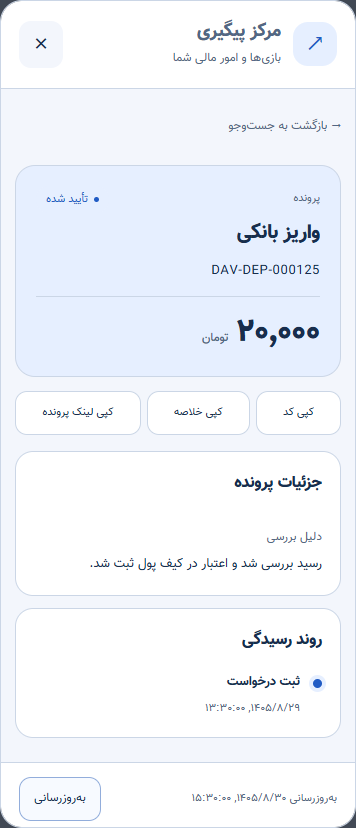 مرکز پیگیری
بازی‌ها و امور مالی شما
→ بازگشت به جست‌وجو
پرونده
تأیید شده
واریز بانکی
DAV-DEP-000125
۲۰,۰۰۰ تومان
کپی کد
کپی خلاصه
کپی لینک پرونده
جزئیات پرونده
دلیل بررسی
رسید بررسی شد و اعتبار در کیف پول ثبت شد.
روند رسیدگی
ثبت درخواست
۱۴۰۵/۸/۲۹, ۱۳:۳۰:۰۰
به‌روزرسانی ۱۴۰۵/۸/۳۰, ۱۵:۳۰:۰۰
به‌روزرسانی